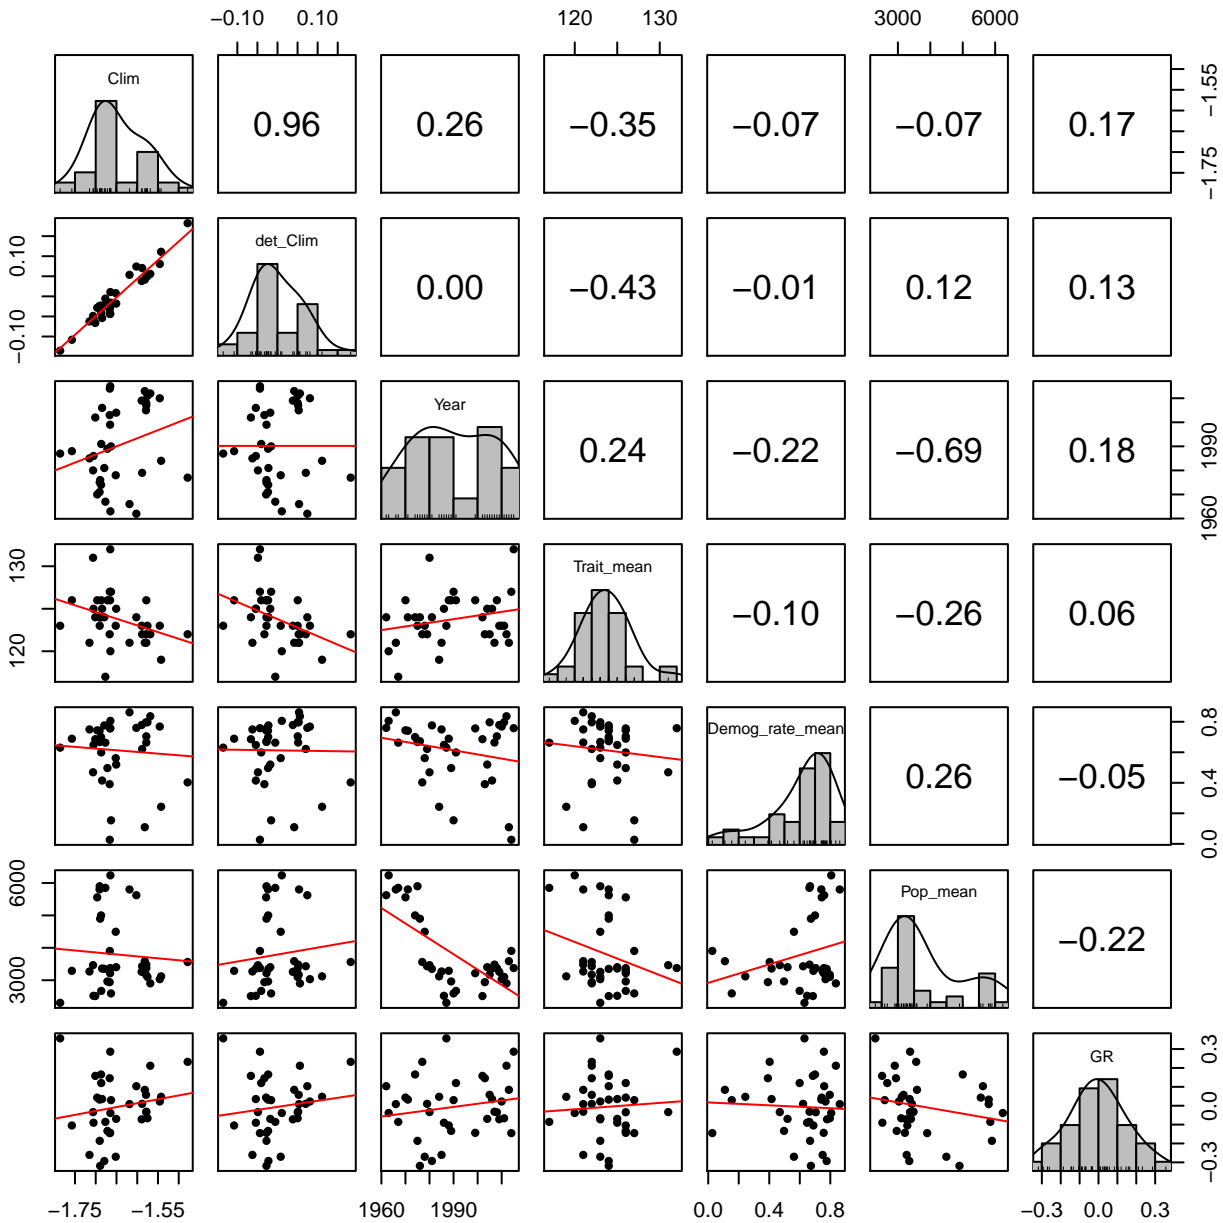 −0.10 0.10 120 130 3000 6000
Clim 0.96 0.26 −0.35 −0.07 −0.07 0.17 −1.75 −1.55
−0.10 0.10 det_Clim 0.00 −0.43 −0.01 0.12 0.13
Year 0.24 −0.22 −0.69 0.18 1960 1990
120 130 Trait_mean −0.10 −0.26 0.06
Demog_rate_mean 0.26 −0.05 0.0 0.4 0.8
3000 6000 Pop_mean −0.22
GR −0.3 0.0 0.3
−1.75 −1.55 1960 1990 0.0 0.4 0.8 −0.3 0.0 0.3